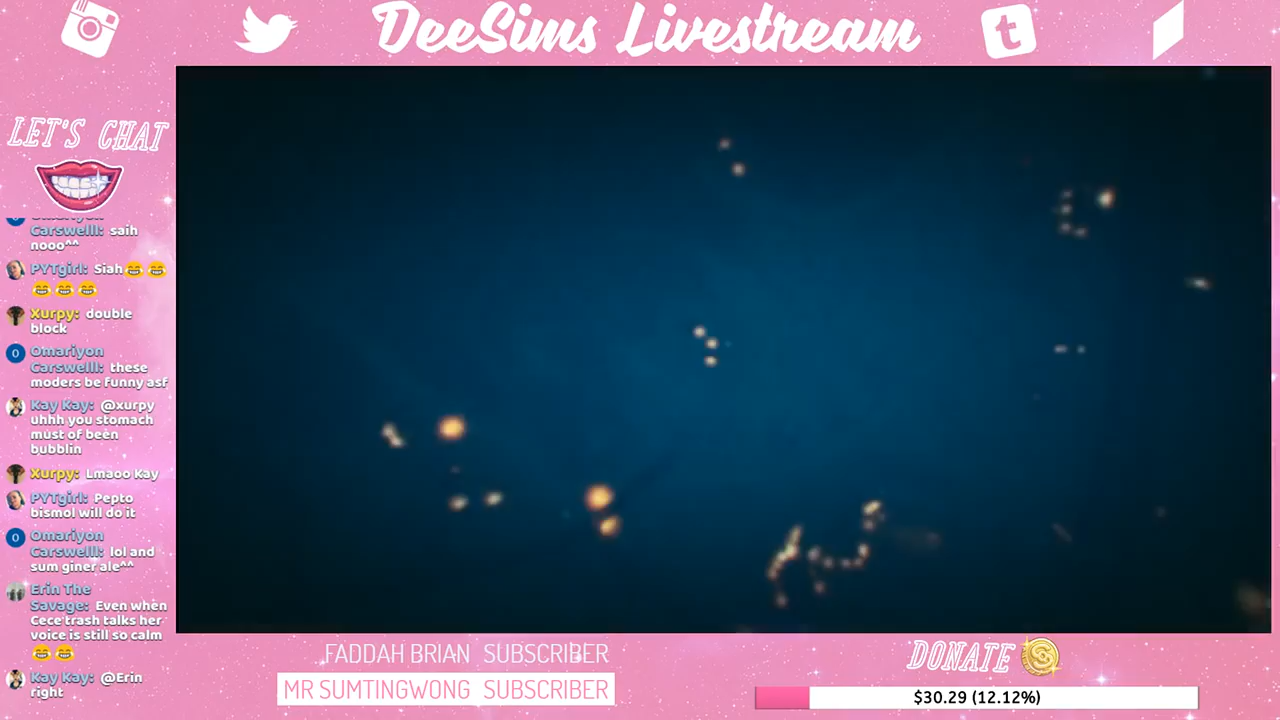 DeeSims Livestream
t
LET'S CHAT
Carswelll: saih
nooo^^
PYTgirl: Siah😂 😂
😂 😂 😂
Xurpy: double
block
O
Omariyon
Carswelll: these
moders be funny asf
Kay Kay: @xurpy
uhhh you stomach
must of been
bubblin
Xurpy: Lmaoo Kay
PYTgirl: Pepto
bismol will do it
O
Omariyon
Carswelll: lol and
sum giner ale^^
Erin The
Savage: Even when
Cece trash talks her
voice is still so calm
😂 😂
Kay Kay: @Erin
right
FADDAH BRIAN SUBSCRIBER
MR SUMTINGWONG SUBSCRIBER
DONATE
$30.29 (12.12%)